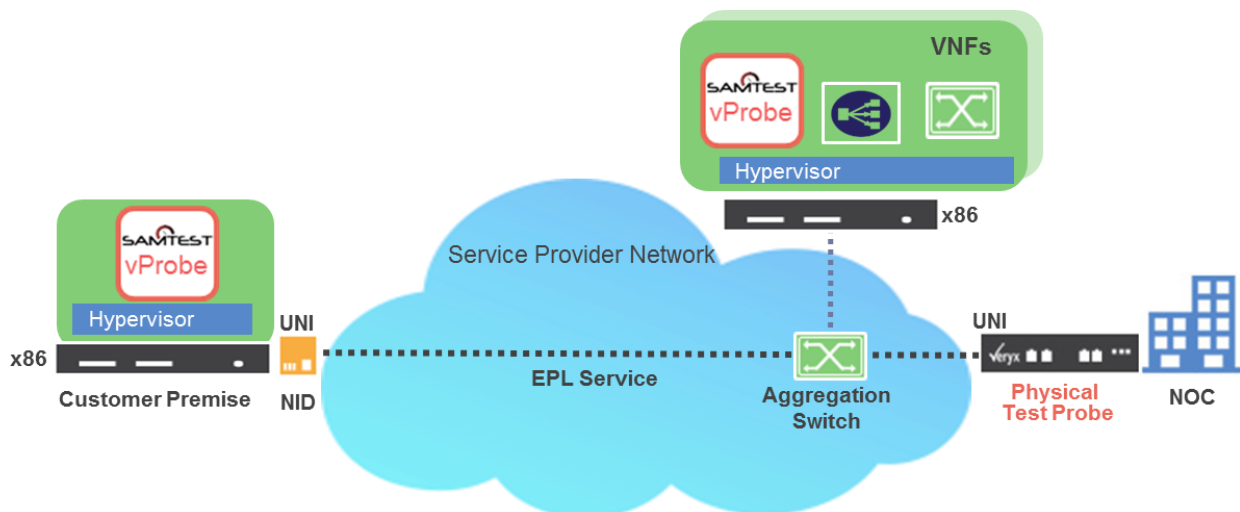 VNFs
SAMTEST
vProbe
Hypervisor
x86
Service Provider Network
SAMTEST
vProbe
Hypervisor
x86
Customer Premise
UNI
NID
EPL Service
Aggregation
Switch
UNI
veryx
Physical
Test Probe
NOC